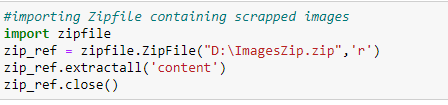 #importing Zipfile containing scrapped images
import zipfile
zip_ref = zipfile.ZipFile("D:\ImagesZip.zip",'r')
zip_ref.extractall('content')
zip_ref.close()